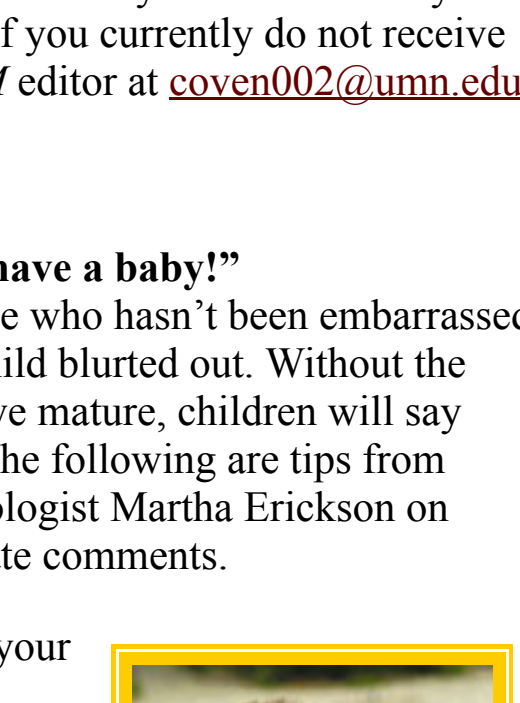 f you currently do not receive
editor at coven002@umn.edu
have a baby!”
e who hasn’t been embarrassed
ild blurted out. Without the
ve mature, children will say
he following are tips from
ologist Martha Erickson on
te comments.
your